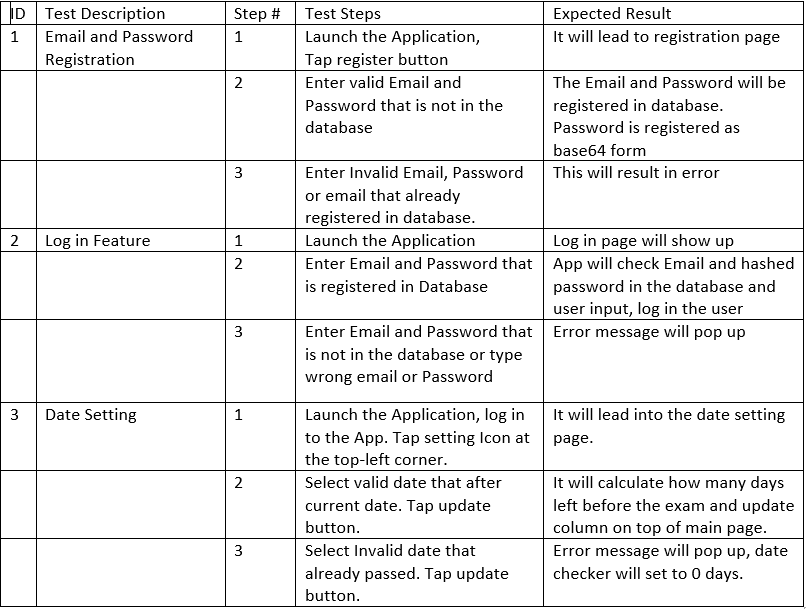 ID Test Description Step # Test Steps Expected Result
1 Email and Password 1 Launch the Application, It will lead to registration page
Registration Tap register button
2 Enter valid Email and The Email and Password will be
Password that is not in the registered in database.
database Password is registered as
base64 form
3 Enter Invalid Email, Password This will result in error
or email that already
registered in database.
2 Log in Feature 1 Launch the Application Log in page will show up
2 Enter Email and Password that App will check Email and hashed
is registered in Database password in the database and
user input, log in the user
3 Enter Email and Password that Error message will pop up
is not in the database or type
wrong email or Password
3 Date Setting 1 Launch the Application, log in It will lead into the date setting
to the App. Tap setting Icon at page.
the top-left corner.
2 Select valid date that after It will calculate how many days
current date. Tap update left before the exam and update
button. column on top of main page.
3 Select Invalid date that Error message will pop up, date
already passed. Tap update checker will set to 0 days.
button.